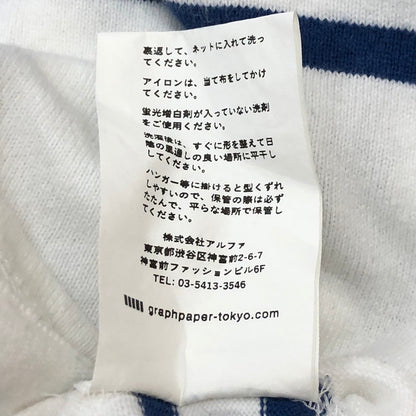 裏返して、ネットに入れて洗っ
てください。
アイロンは、当て布をしてかけ
てください。
蛍光増白剤が入っていない洗剤
をご使用ください。
洗濯後は、すぐに形を整えて日
陰の風通しの良い場所に平干し
してください。
ハンガー等に掛けると型くずれ
しやすいので、保管の際は必ず
たたんで、平らな場所で保管し
てください。
株式会社アルファ
東京都渋谷区神宮前2-6-7
神宮前ファッションビル6F
TEL: 03-5413-3546
graphpaper-tokyo.com